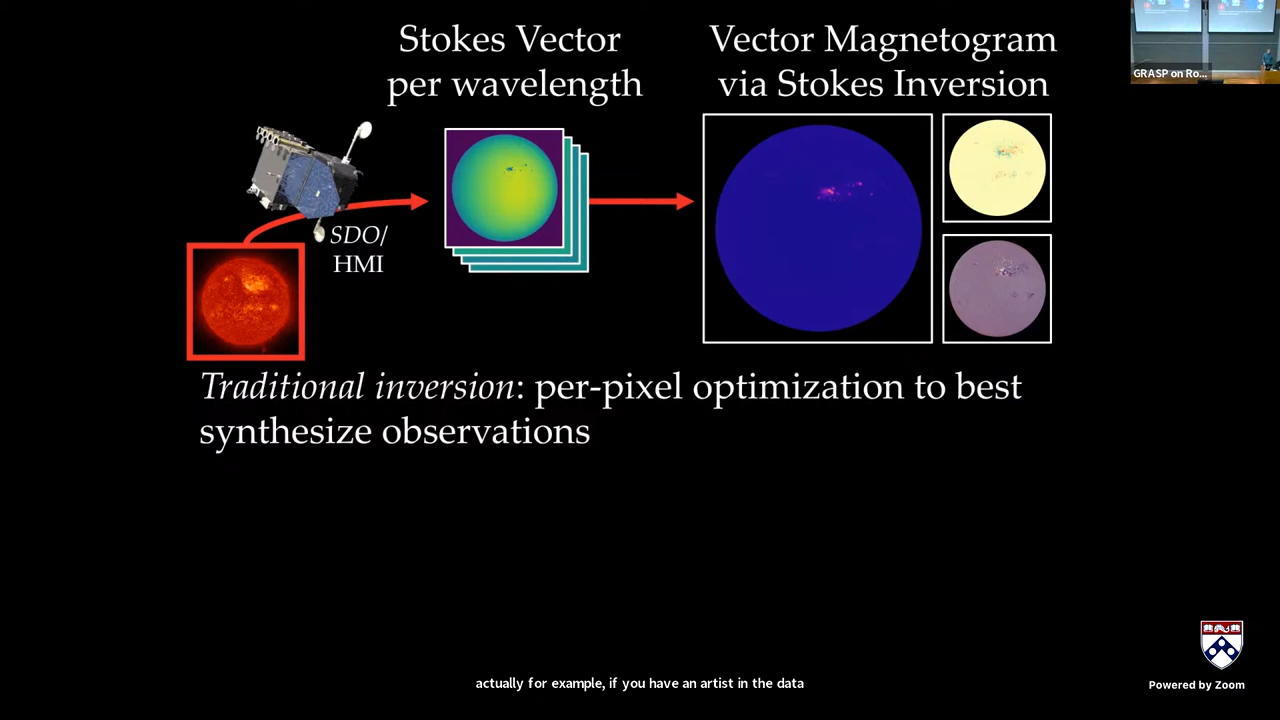 Stokes Vector
per wavelength
Vector Magnetogram
via Stokes Inversion
SDO/
HMI
Traditional inversion: per-pixel optimization to best
synthesize observations
GRASP on Ro...
actually for example, if you have an artist in the data
Powered by Zoom